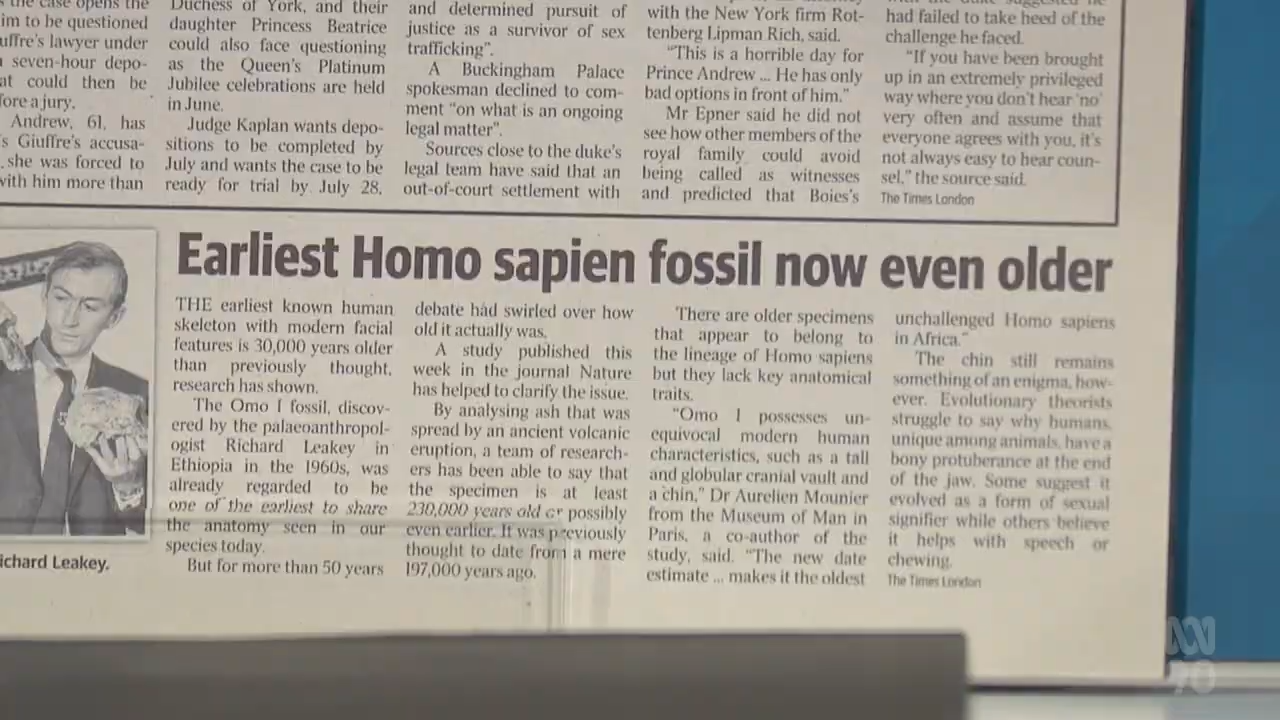 the case opens the
im to be questioned
uffre's lawyer under
seven-hour depo-
at could then be
fore a jury.
Andrew, 61, has
s Giuffre's accusa-
she was forced to
with him more than
Duchess of York, and their
daughter Princess Beatrice
could also face questioning
as the Queen's Platinum
Jubilee celebrations are held
in June.
Judge Kaplan wants depo-
sitions to be completed by
July and wants the case to be
ready for trial by July 28.
and determined pursuit of
justice as a survivor of sex
trafficking".
A Buckingham Palace
spokesman declined to com-
ment "on what is an ongoing
legal matter".
Sources close to the duke's
legal team have said that an
out-of-court settlement with
with the New York firm Rot-
tenberg Lipman Rich, said.
"This is a horrible day for
Prince Andrew ... He has only
bad options in front of him."
Mr Epner said he did not
see how other members of the
royal family could avoid
being called as witnesses
and predicted that Boies's
had failed to take heed of the
challenge he faced.
"If you have been brought
up in an extremely privileged
way where you don't hear 'no'
very often and assume that
everyone agrees with you, it's
not always easy to hear coun-
sel," the source said.
The Times London
Earliest Homo sapien fossil now even older
ichard Leakey.
THE earliest known human
skeleton with modern facial
features is 30,000 years older
than previously thought,
research has shown.
The Omo I fossil, discov-
ered by the palaeoanthropol-
ogist Richard Leakey in
Ethiopia in the 1960s, was
already regarded to be
one of the earliest to share
the anatomy seen in our
species today.
But for more than 50 years
debate had swirled over how
old it actually was.
A study published this
week in the journal Nature
has helped to clarify the issue.
By analysing ash that was
spread by an ancient volcanic
eruption, a team of research-
ers has been able to say that
the specimen is at least
230,000 years old or possibly
even earlier. It was previously
thought to date from a mere
197,000 years ago.
There are older specimens
that appear to belong to
the lineage of Homo sapiens
but they lack key anatomical
traits.
"Omo I possesses un-
equivocal modern human
characteristics, such as a tall
and globular cranial vault and
a chin," Dr Aurelien Mounier
from the Museum of Man in
Paris, a co-author of the
study, said. "The new date
estimate ... makes it the oldest
unchallenged Homo sapiens
in Africa."
The chin still remains
something of an enigma, how-
ever. Evolutionary theorists
struggle to say why humans,
unique among animals, have a
bony protuberance at the end
of the jaw. Some suggest it
evolved as a form of sexual
signifier while others believe
it helps with speech or
chewing.
The Times London